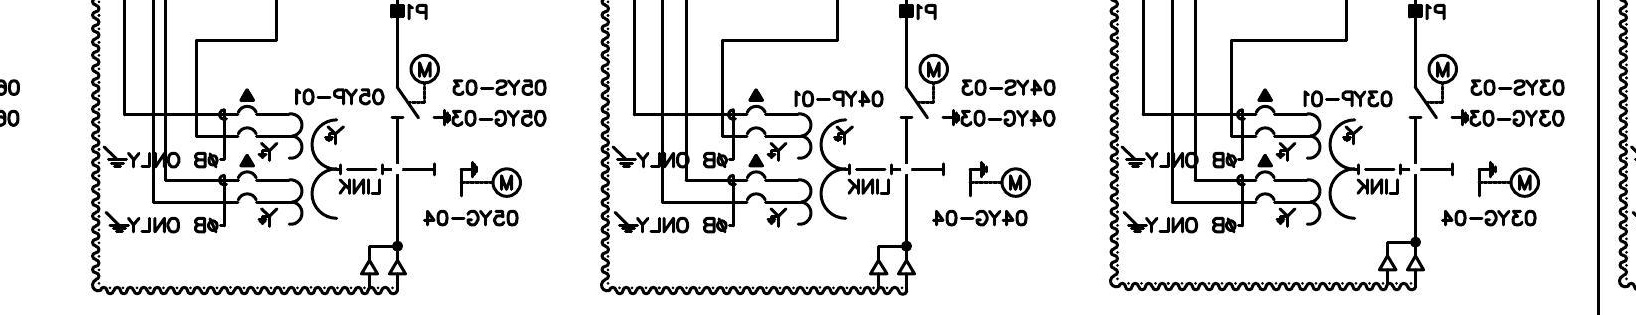 P1
M
03YS-03
03YG-03
03YP-01
ØB ONLY
LINK
M
03YG-04
ØB ONLY
P1
M
04YS-03
04YG-03
04YP-01
ØB ONLY
LINK
M
04YG-04
ØB ONLY
P1
M
05YS-03
05YG-03
05YP-01
ØB ONLY
LINK
M
05YG-04
ØB ONLY
06
06